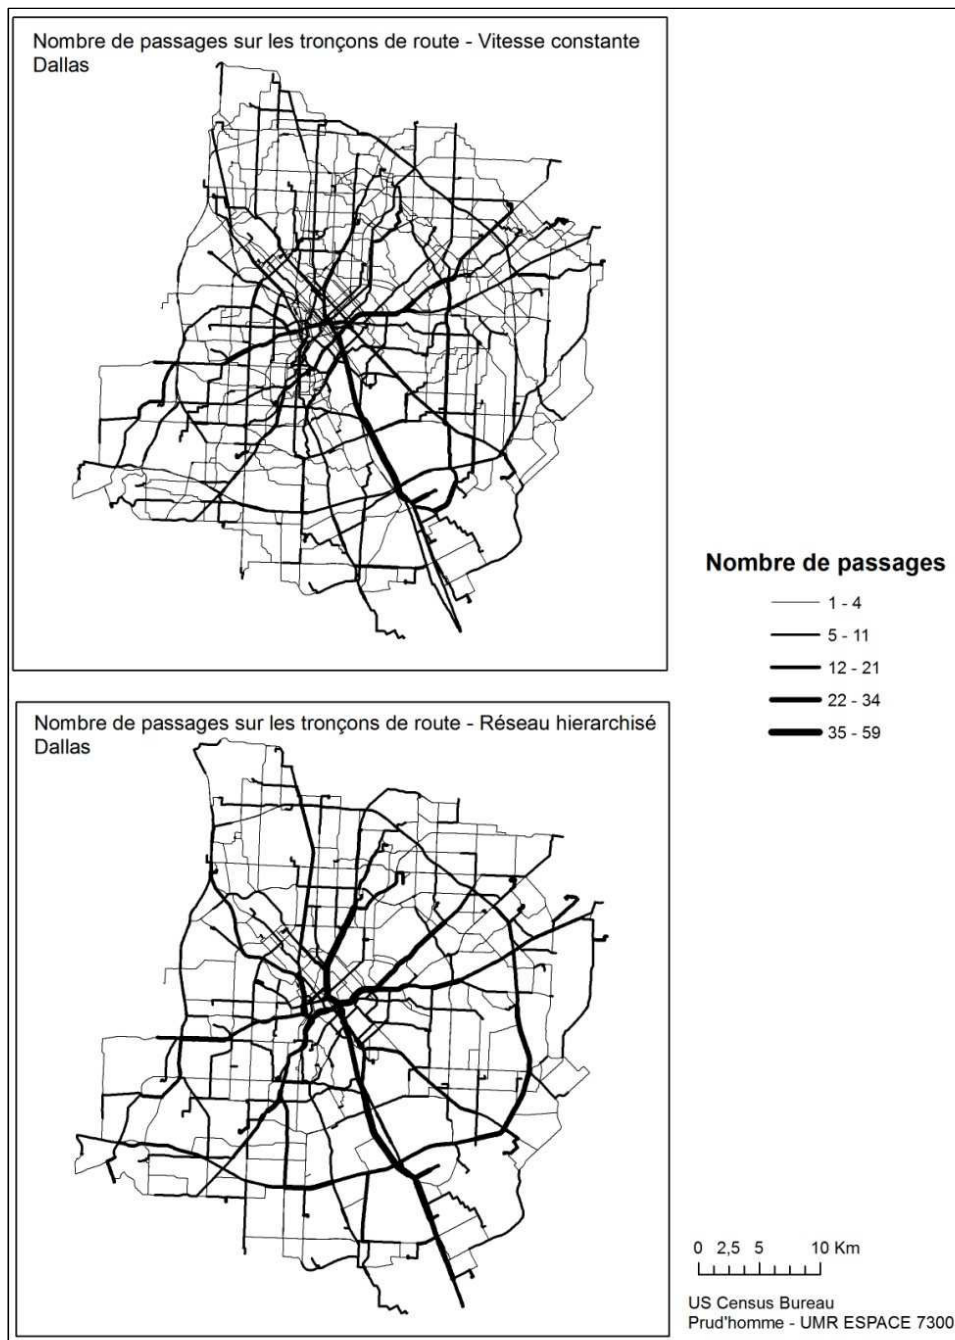 Nombre de passages sur les tronçons de route - Vitesse constante
Dallas
Nombre de passages
1 - 4
5 - 11
12 - 21
22 - 34
35 - 59
Nombre de passages sur les tronçons de route - Réseau hierarchisé
Dallas
0 2,5 5 10 Km
US Census Bureau
Prud'homme - UMR ESPACE 7300